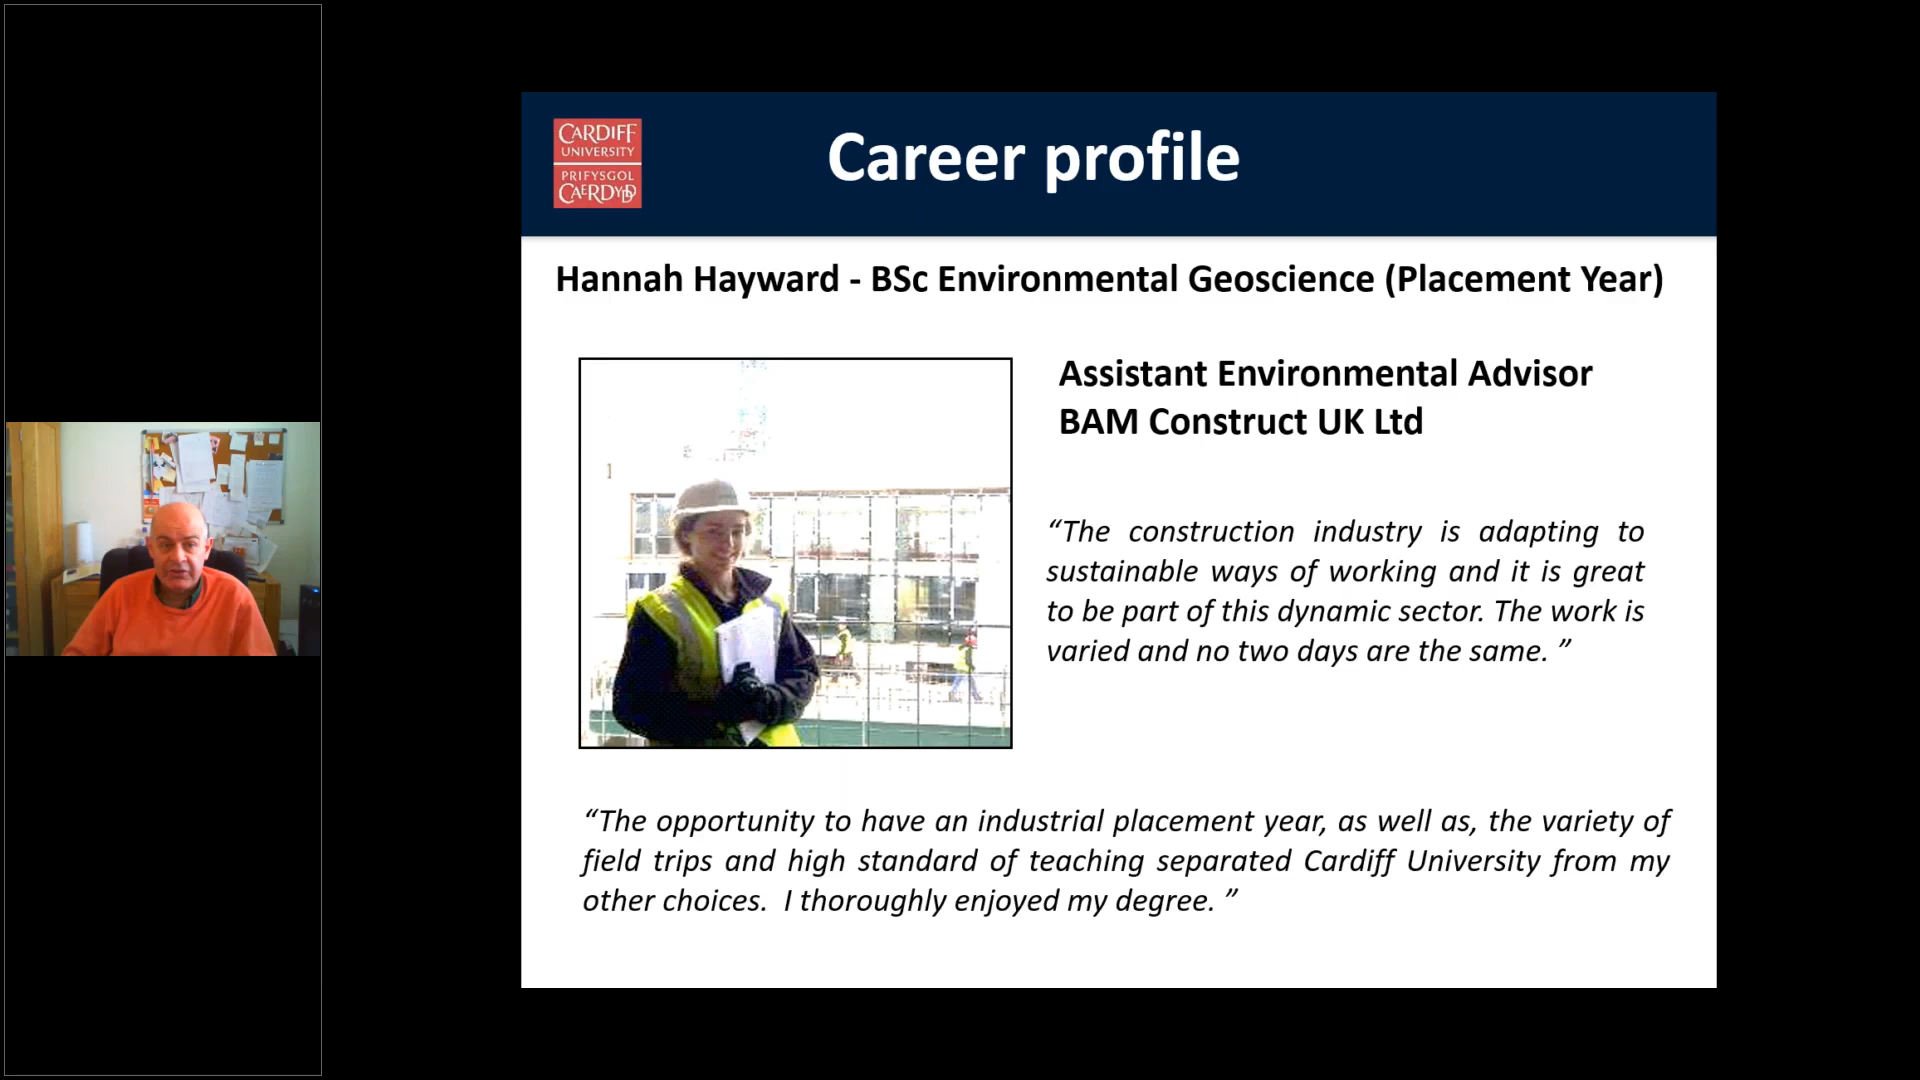 CARDIFF
UNIVERSITY
PRIFYSGOL
CAERDYDD
Career profile
Hannah Hayward - BSc Environmental Geoscience (Placement Year)
Assistant Environmental Advisor
BAM Construct UK Ltd
“The construction industry is adapting to
sustainable ways of working and it is great
to be part of this dynamic sector. The work is
varied and no two days are the same. ”
“The opportunity to have an industrial placement year, as well as, the variety of
field trips and high standard of teaching separated Cardiff University from my
other choices.  I thoroughly enjoyed my degree. ”